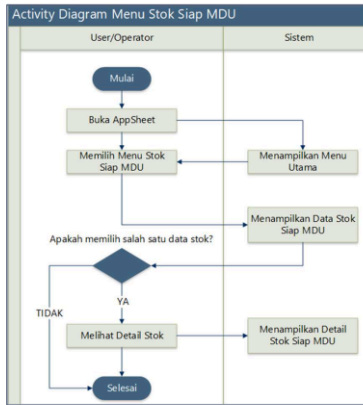 Activity Diagram Menu Stok Siap MDU
User/Operator
Sistem
Mulai
Buka AppSheet
Memilih Menu Stok
Siap MDU
Menampilkan Menu
Utama
Menampilkan Data Stok
Siap MDU
Apakah memilih salah satu data stok?
TIDAK
YA
Melihat Detail Stok
Menampilkan Detail
Stok Siap MDU
Selesai